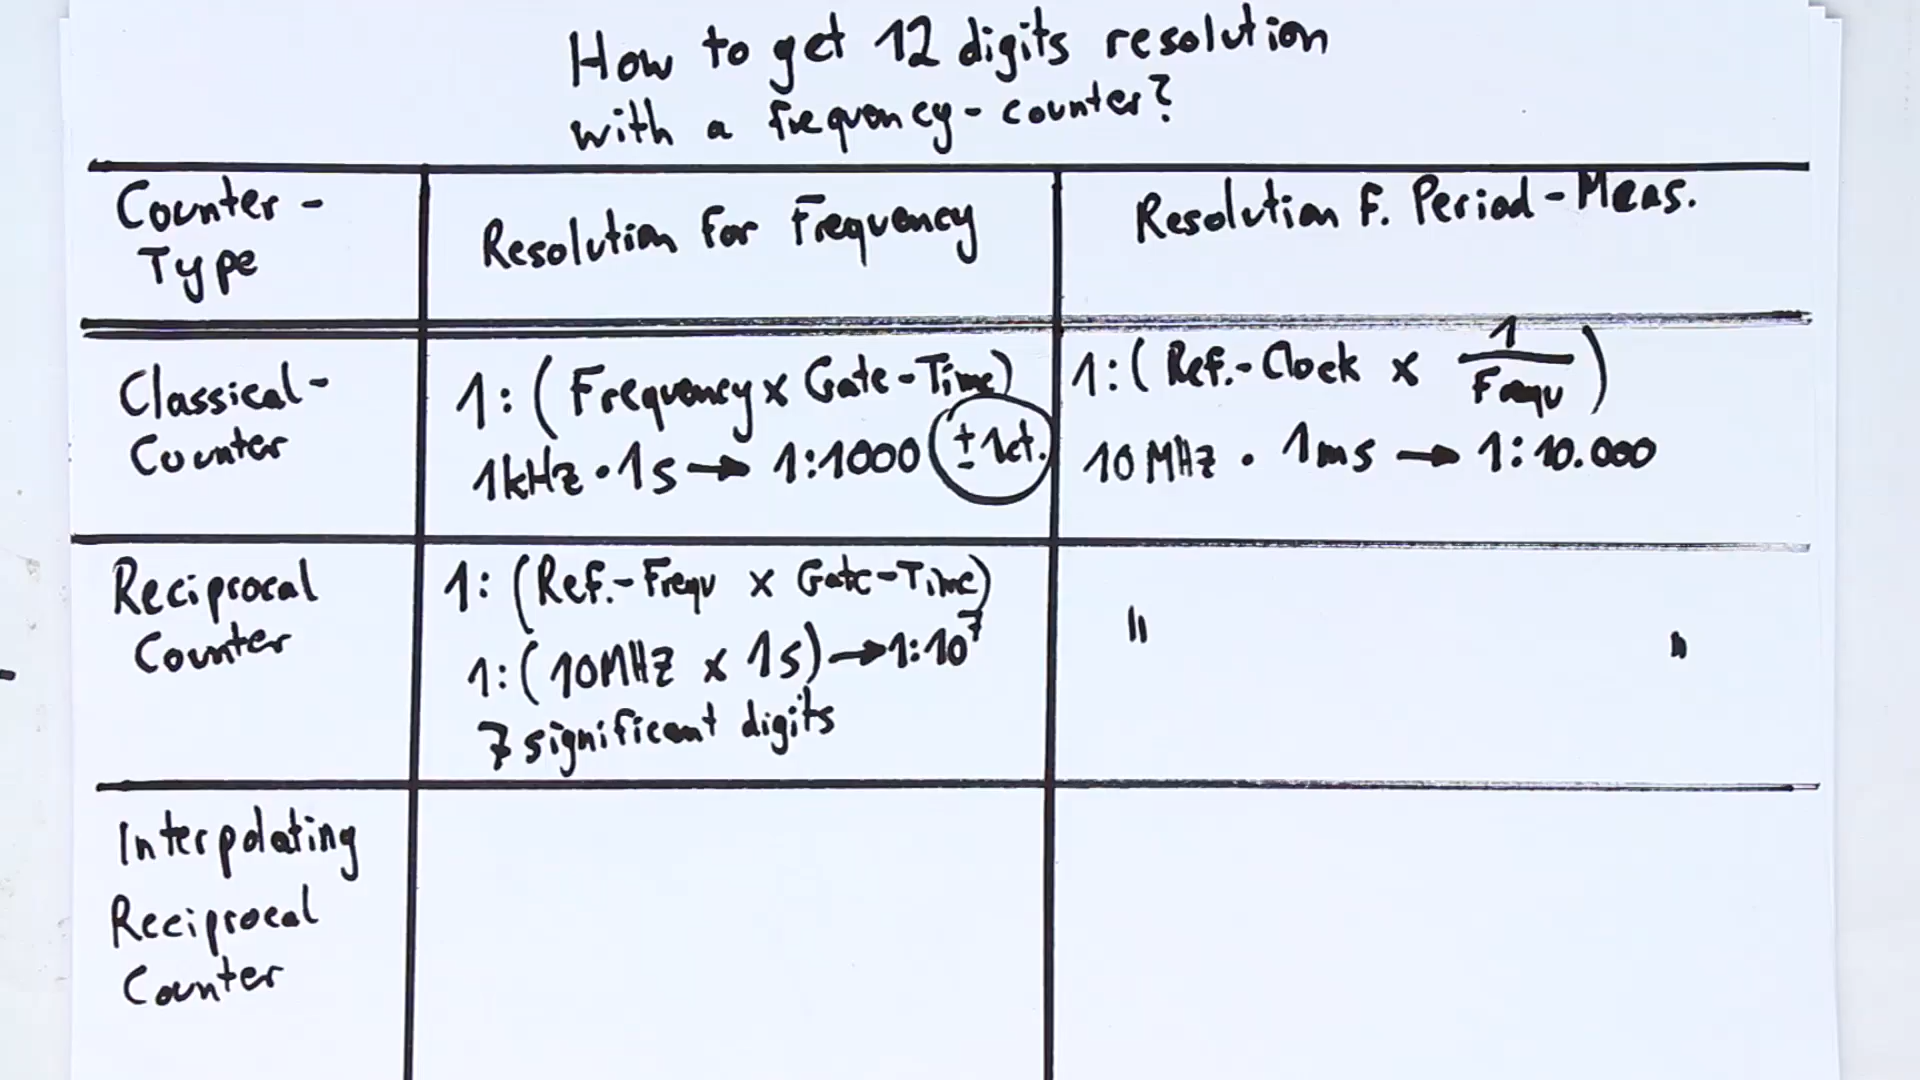 How to get 12 digits resolution
with a frequency-counter?
Counter-
Type
Resolution for Frequency
Resolution f. Period-Meas.
Classical-
Counter
1:(Frequency x Gate-Time)
1kHz · 1s → 1:1000 (± 1ct.)
1:(Ref.-Clock x 1/Frequ)
10 MHz · 1ms → 1:10.000
Reciprocal
Counter
1:(Ref.-Frequ x Gate-Time)
1:(10MHz x 1s) → 1:10⁷
7 significant digits
" "
Interpolating
Reciprocal
Counter